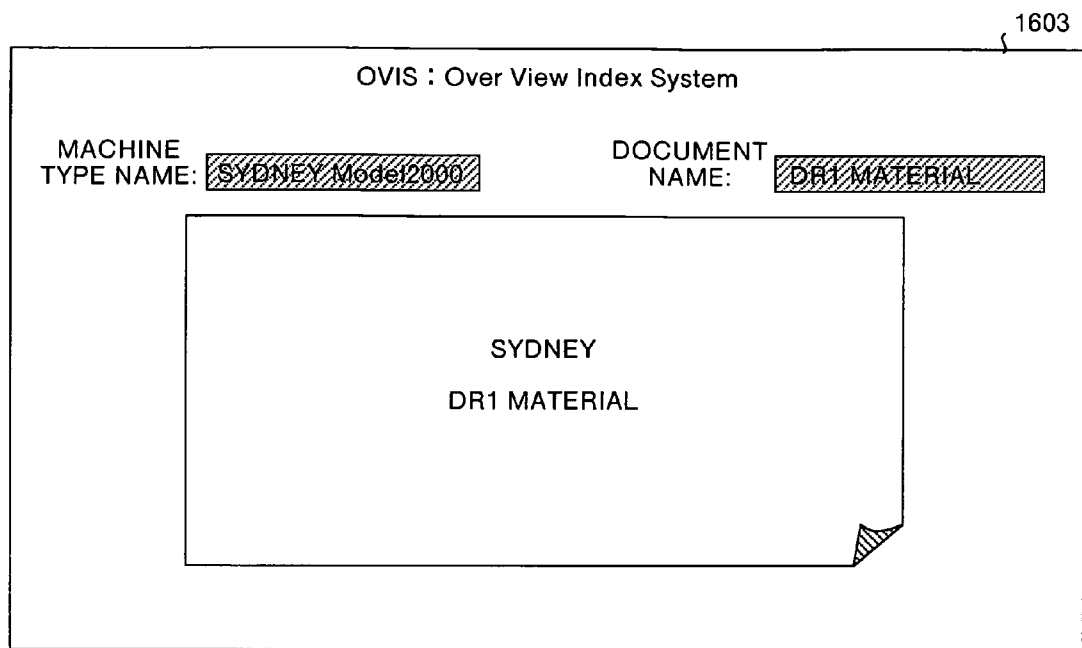 1603
OVIS : Over View Index System
MACHINE
TYPE NAME: SYDNEY Model2000
DOCUMENT
NAME: DR1 MATERIAL
SYDNEY
DR1 MATERIAL